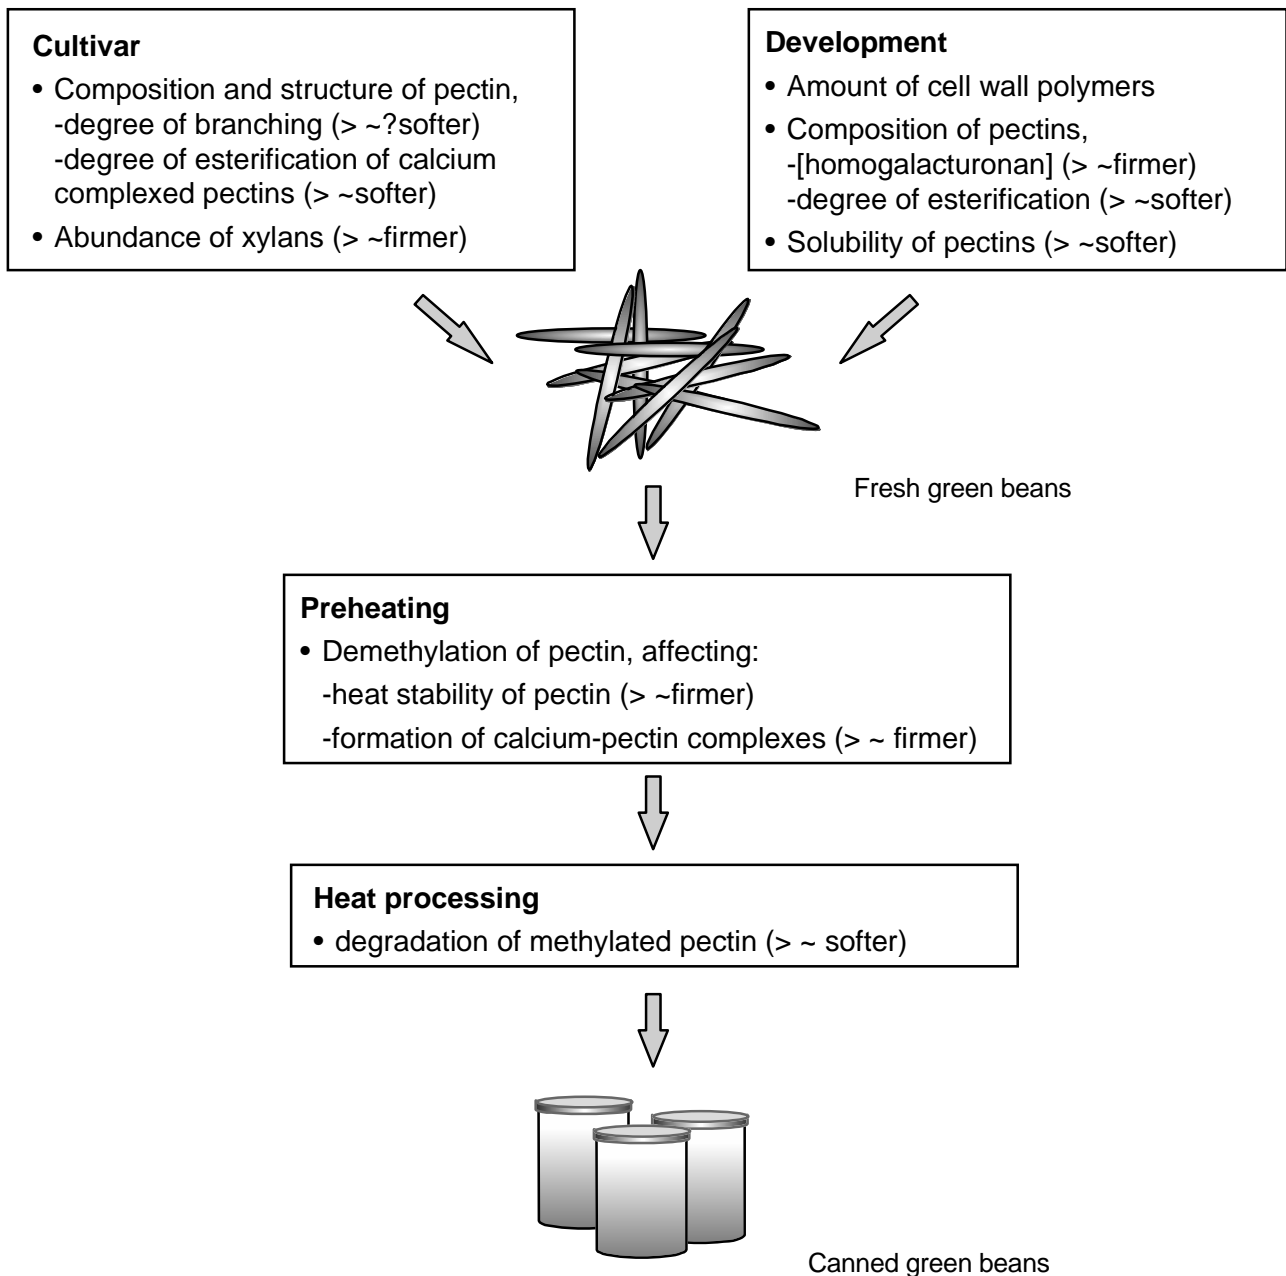 Cultivar
• Composition and structure of pectin,
-degree of branching (> ~?softer)
-degree of esterification of calcium
complexed pectins (> ~softer)
• Abundance of xylans (> ~firmer)
Development
• Amount of cell wall polymers
• Composition of pectins,
-[homogalacturonan] (> ~firmer)
-degree of esterification (> ~softer)
• Solubility of pectins (> ~softer)
Fresh green beans
Preheating
• Demethylation of pectin, affecting:
-heat stability of pectin (> ~firmer)
-formation of calcium-pectin complexes (> ~ firmer)
Heat processing
• degradation of methylated pectin (> ~ softer)
Canned green beans